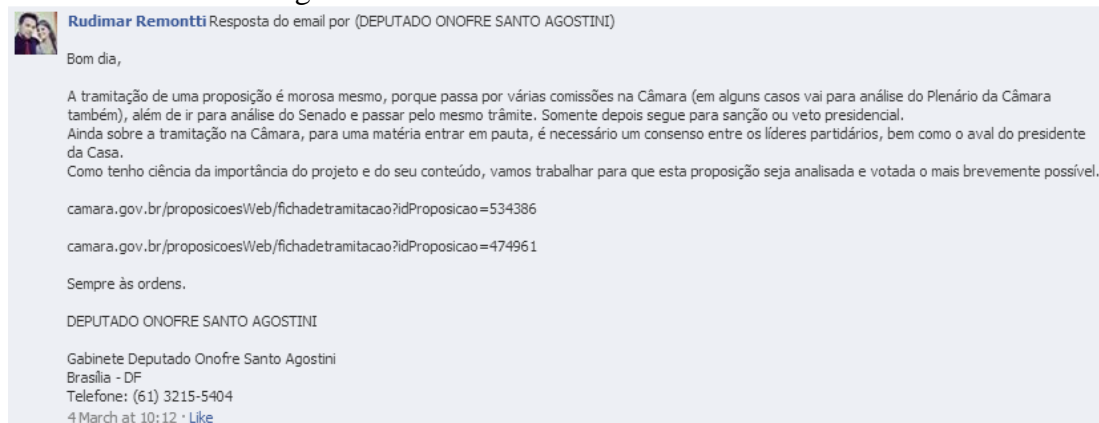 Rudimar Remontti Resposta do email por (DEPUTADO ONOFRE SANTO AGOSTINI)
Bom dia,
A tramitação de uma proposição é morosa mesmo, porque passa por várias comissões na Câmara (em alguns casos vai para análise do Plenário da Câmara
também), além de ir para análise do Senado e passar pelo mesmo trâmite. Somente depois segue para sanção ou veto presidencial.
Ainda sobre a tramitação na Câmara, para uma matéria entrar em pauta, é necessário um consenso entre os líderes partidários, bem como o aval do presidente
da Casa.
Como tenho ciência da importância do projeto e do seu conteúdo, vamos trabalhar para que esta proposição seja analisada e votada o mais brevemente possível.
camara.gov.br/proposicoesWeb/fichadetramitacao?idProposicao=534386
camara.gov.br/proposicoesWeb/fichadetramitacao?idProposicao=474961
Sempre às ordens.
DEPUTADO ONOFRE SANTO AGOSTINI
Gabinete Deputado Onofre Santo Agostini
Brasília - DF
Telefone: (61) 3215-5404
4 March at 10:12 · Like